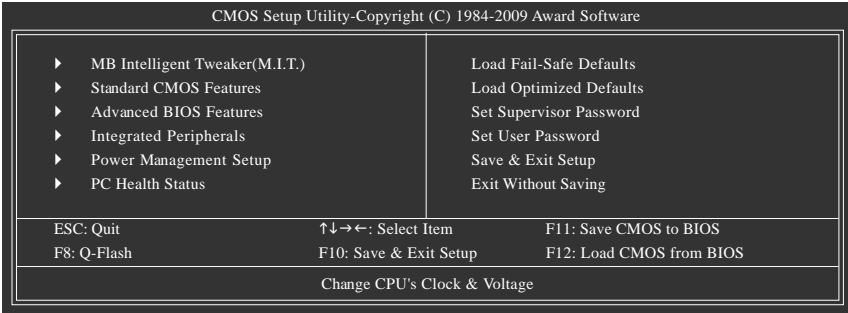 CMOS Setup Utility-Copyright (C) 1984-2009 Award Software
MB Intelligent Tweaker(M.I.T.)
Standard CMOS Features
Advanced BIOS Features
Integrated Peripherals
Power Management Setup
PC Health Status
Load Fail-Safe Defaults
Load Optimized Defaults
Set Supervisor Password
Set User Password
Save & Exit Setup
Exit Without Saving
ESC: Quit
↑↓→←: Select Item
F11: Save CMOS to BIOS
F8: Q-Flash
F10: Save & Exit Setup
F12: Load CMOS from BIOS
Change CPU's Clock & Voltage